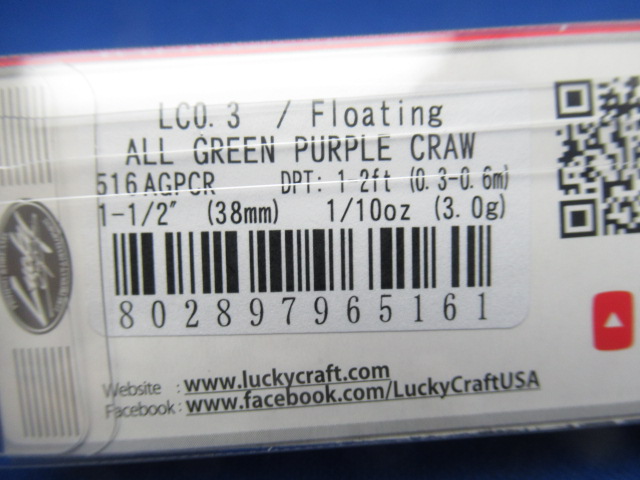 LC0.3 / Floating
ALL GREEN PURPLE CRAW
516AGPCR DPT: 1-2ft (0.3-0.6m)
1-1/2" (38mm) 1/10oz (3.0g)
802897965161
Website : www.luckycraft.com
Facebook: www.facebook.com/LuckyCraftUSA